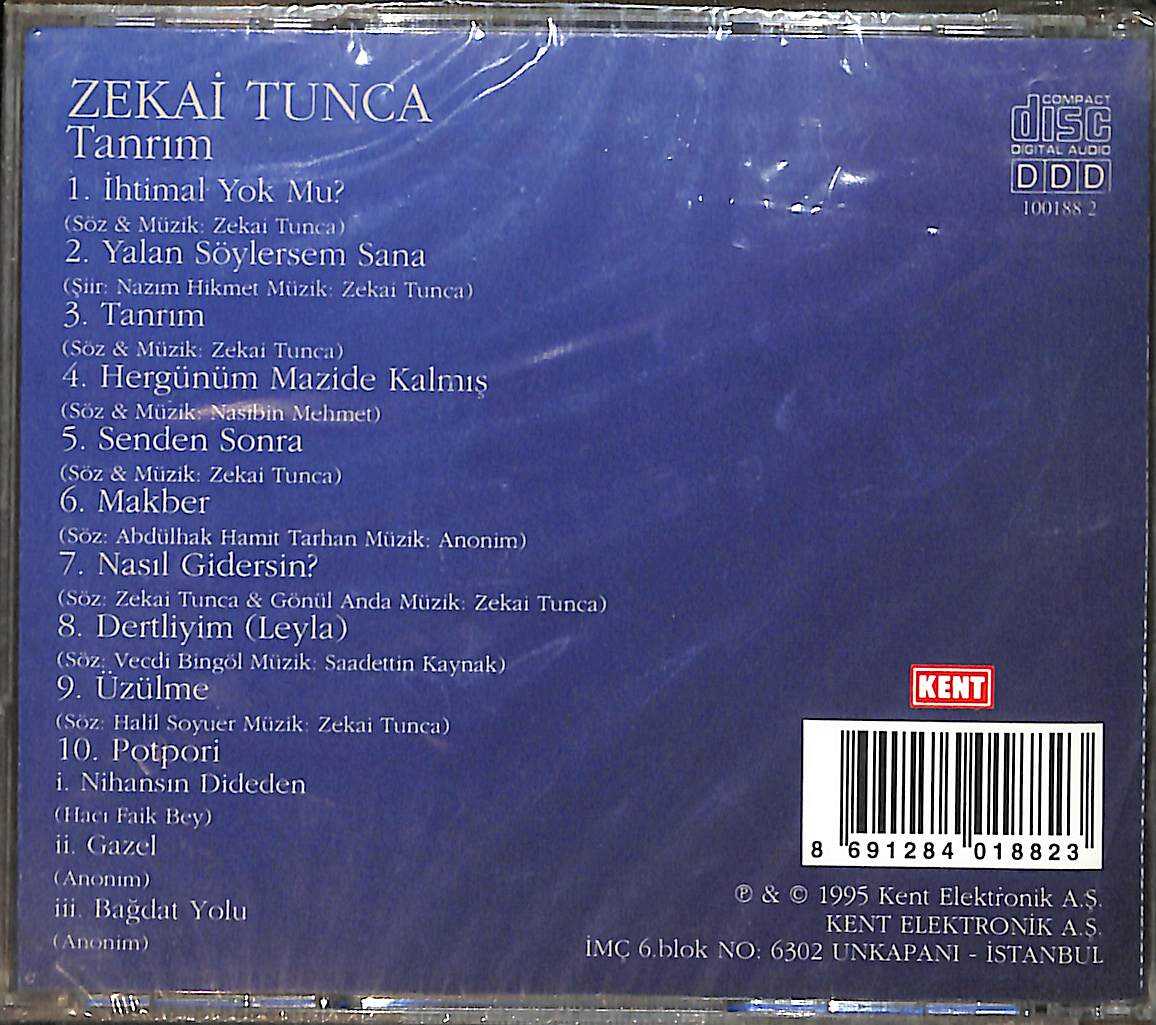 ZEKAİ TUNCA
Tanrım
1. İhtimal Yok Mu?
(Söz & Müzik: Zekai Tunca)
2. Yalan Söylersem Sana
(Şiir: Nazım Hikmet Müzik: Zekai Tunca)
3. Tanrım
(Söz & Müzik: Zekai Tunca)
4. Hergünüm Mazide Kalmış
(Söz & Müzik: Nasibin Mehmet)
5. Senden Sonra
(Söz & Müzik: Zekai Tunca)
6. Makber
(Söz: Abdülhak Hamit Tarhan Müzik: Anonim)
7. Nasıl Gidersin?
(Söz: Zekai Tunca & Gönül Anda Müzik: Zekai Tunca)
8. Dertliyim (Leyla)
(Söz: Vecdi Bingöl Müzik: Saadettin Kaynak)
9. Üzülme
(Söz: Halil Soyuer Müzik: Zekai Tunca)
10. Potpori
i. Nihansın Dideden
(Hacı Faik Bey)
ii. Gazel
(Anonim)
iii. Bağdat Yolu
(Anonim)
COMPACT
disc
DIGITAL AUDIO
DDD
100188 2
KENT
8 691284 018823
℗ & © 1995 Kent Elektronik A.Ş.
KENT ELEKTRONİK A.Ş.
İMÇ 6.blok NO: 6302 UNKAPANI - İSTANBUL